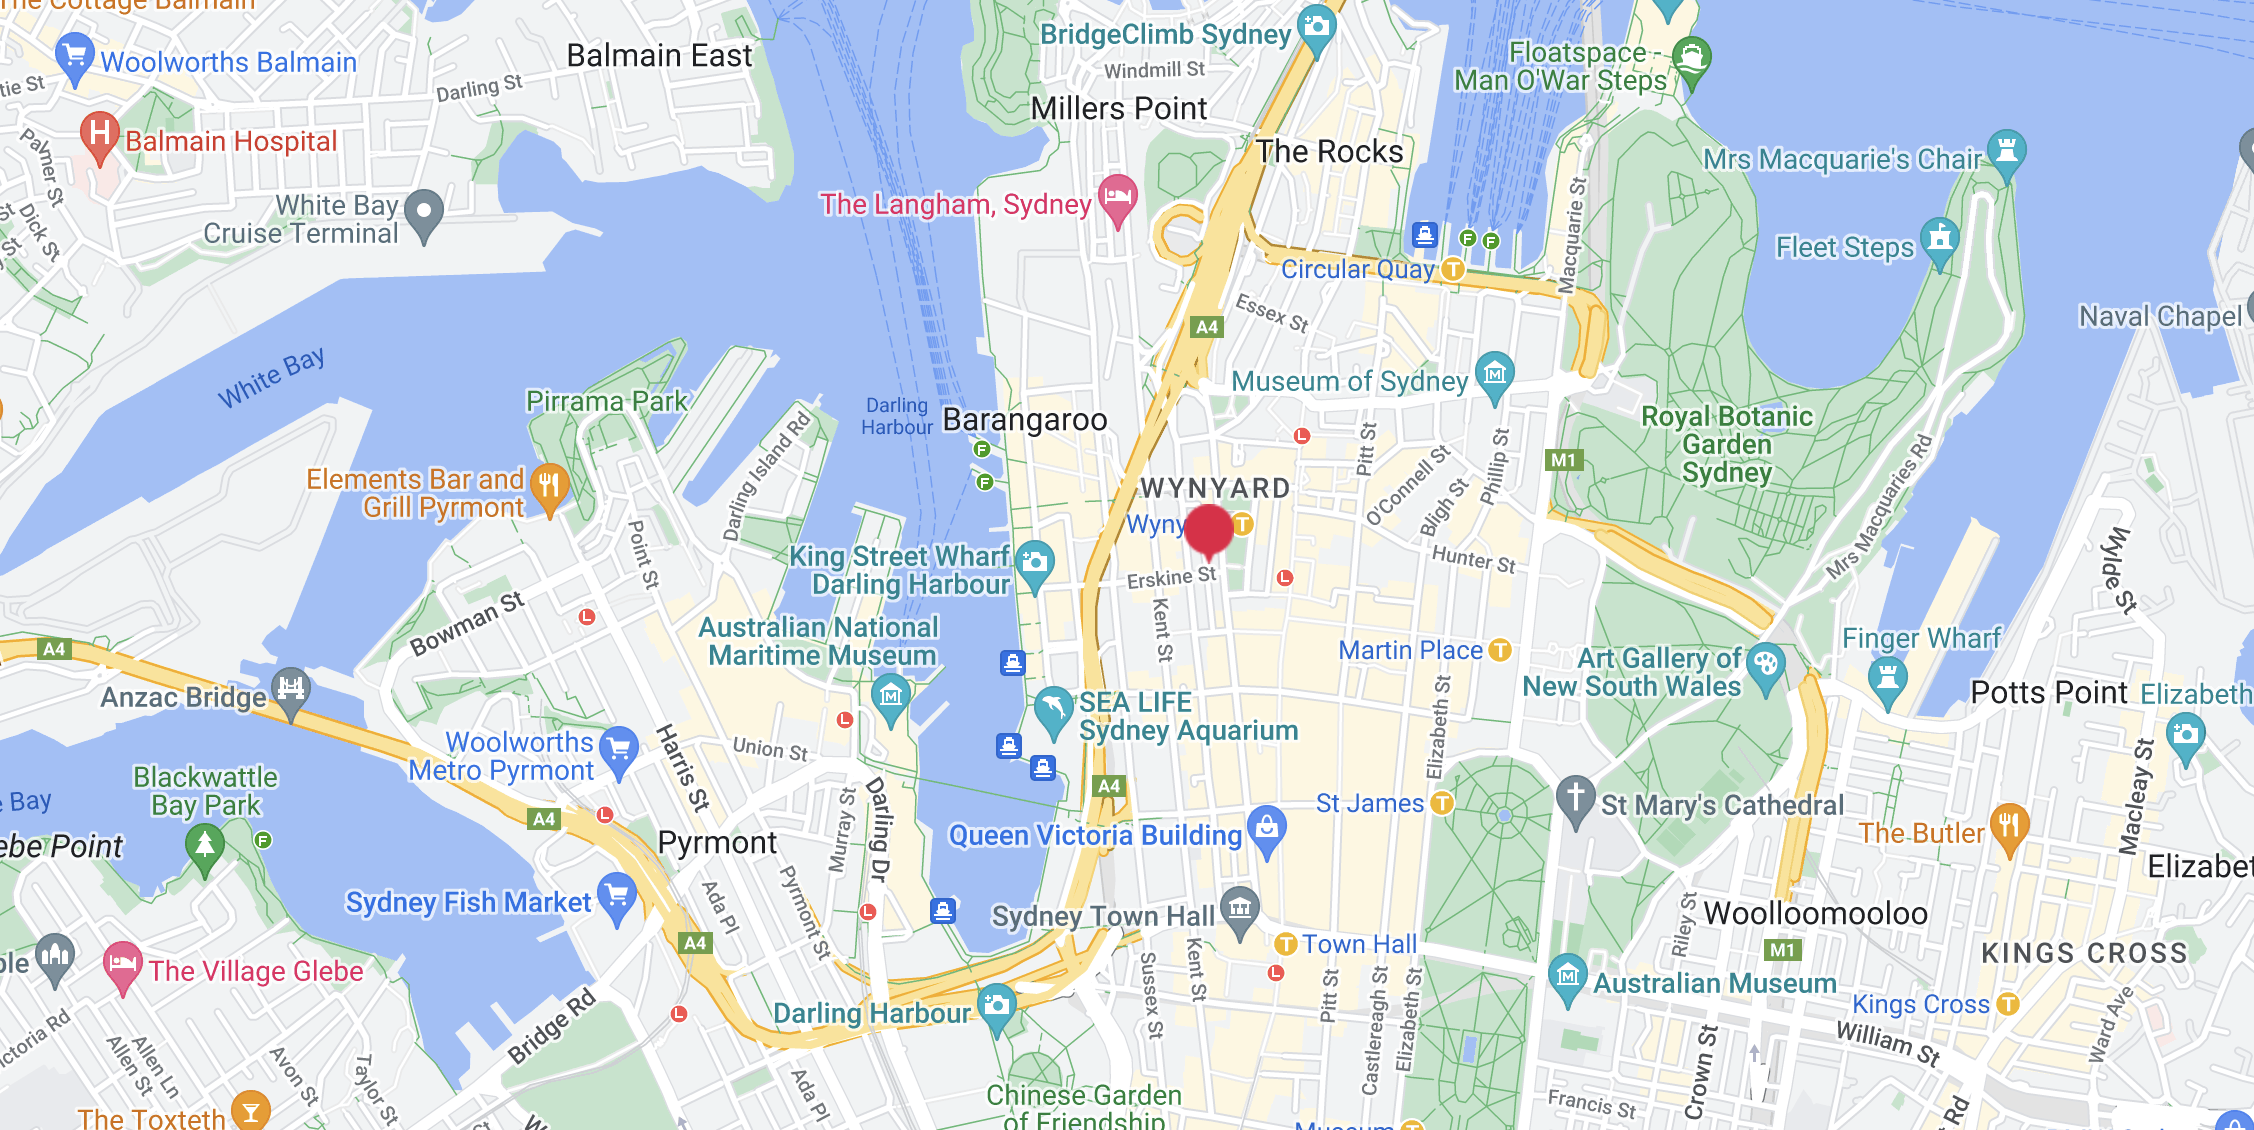 The Cottage Balmain
Woolworths Balmain
Balmain East
BridgeClimb Sydney
Windmill St
Floatspace -
Man O'War Steps
tie St
Darling St
Millers Point
Balmain Hospital
The Rocks
Mrs Macquarie's Chair
Palmer St
Dick St
St
White Bay
Cruise Terminal
The Langham, Sydney
Macquarie St
Fleet Steps
Circular Quay
Essex St
A4
Naval Chapel
White Bay
Museum of Sydney
Pirrama Park
Darling
Harbour
Barangaroo
Darling Island Rd
Royal Botanic
Garden
Sydney
Pitt St
O'Connell St
Bligh St
Phillip St
M1
Mrs Macquaries Rd
Elements Bar and
Grill Pyrmont
WYNYARD
Wyny
Point St
King Street Wharf
Darling Harbour
Erskine St
Hunter St
Wylde St
Bowman St
Kent St
Australian National
Maritime Museum
A4
Martin Place
Art Gallery of
New South Wales
Finger Wharf
Anzac Bridge
Potts Point
Elizabeth
SEA LIFE
Sydney Aquarium
Elizabeth St
Woolworths
Metro Pyrmont
Harris St
Union St
Macleay St
Blackwattle
Bay Park
Bay
A4
A4
Murray St
Darling Dr
St James
St Mary's Cathedral
ebe Point
Pyrmont
Queen Victoria Building
The Butler
Elizabet
Sydney Fish Market
Ada Pl
Pyrmont St
Sydney Town Hall
Woolloomooloo
Riley St
A4
Town Hall
M1
KINGS CROSS
ple
The Village Glebe
Sussex St
Kent St
Pitt St
Castlereagh St
Elizabeth St
Australian Museum
Kings Cross
Darling Harbour
Bridge Rd
William St
Ward Ave
Crown St
ictoria Rd
Allen St
Allen Ln
Avon St
Taylor St
Ada Pl
Chinese Garden
of Friendship
Francis St
Rd
The Toxteth
Museum